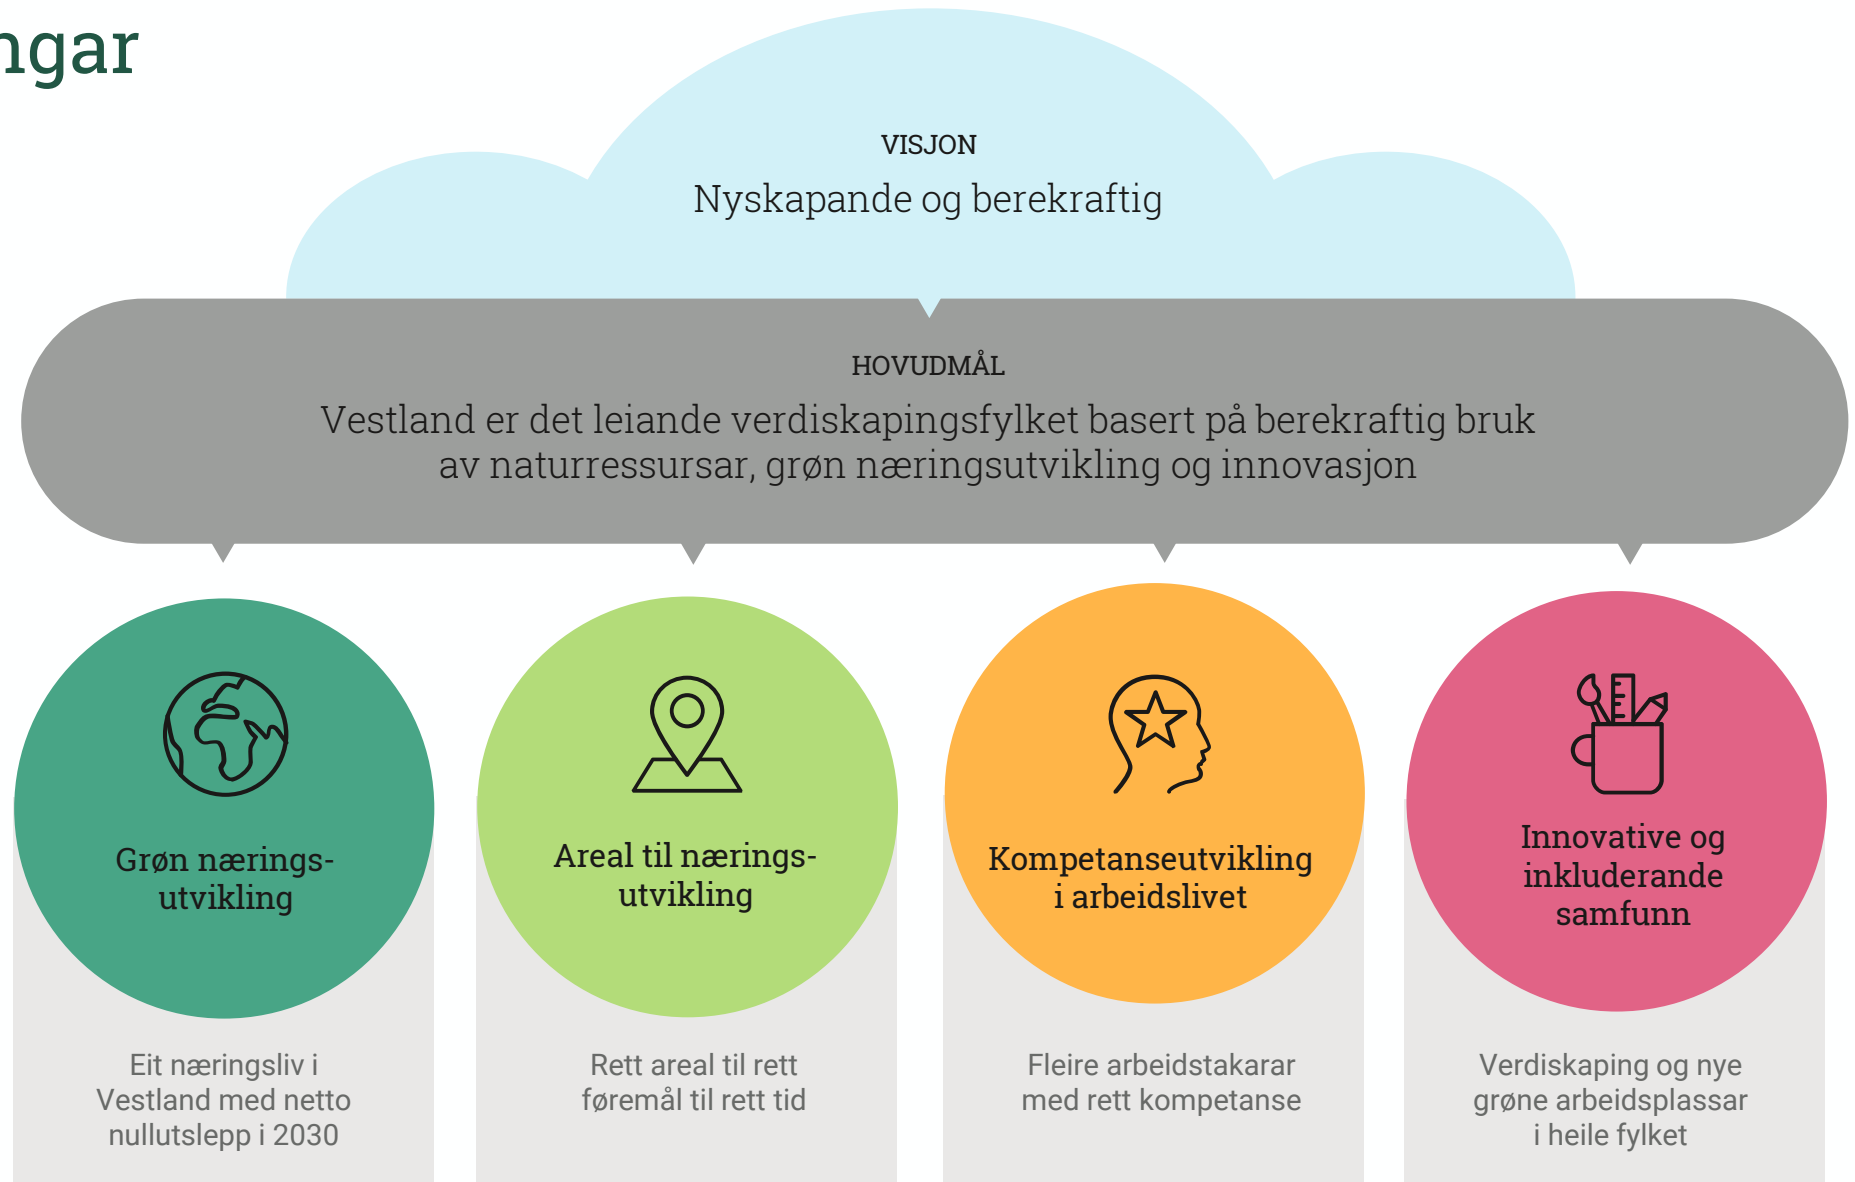 ngar
VISJON
Nyskapande og berekraftig
HOVUDMÅL
Vestland er det leiande verdiskapingsfylket basert på berekraftig bruk
av naturressursar, grøn næringsutvikling og innovasjon
Grøn nærings-
utvikling
Areal til nærings-
utvikling
Kompetanseutvikling
i arbeidslivet
Innovative og
inkluderande
samfunn
Eit næringsliv i
Vestland med netto
nullutslepp i 2030
Rett areal til rett
føremål til rett tid
Fleire arbeidstakarar
med rett kompetanse
Verdiskaping og nye
grøne arbeidsplassar
i heile fylket